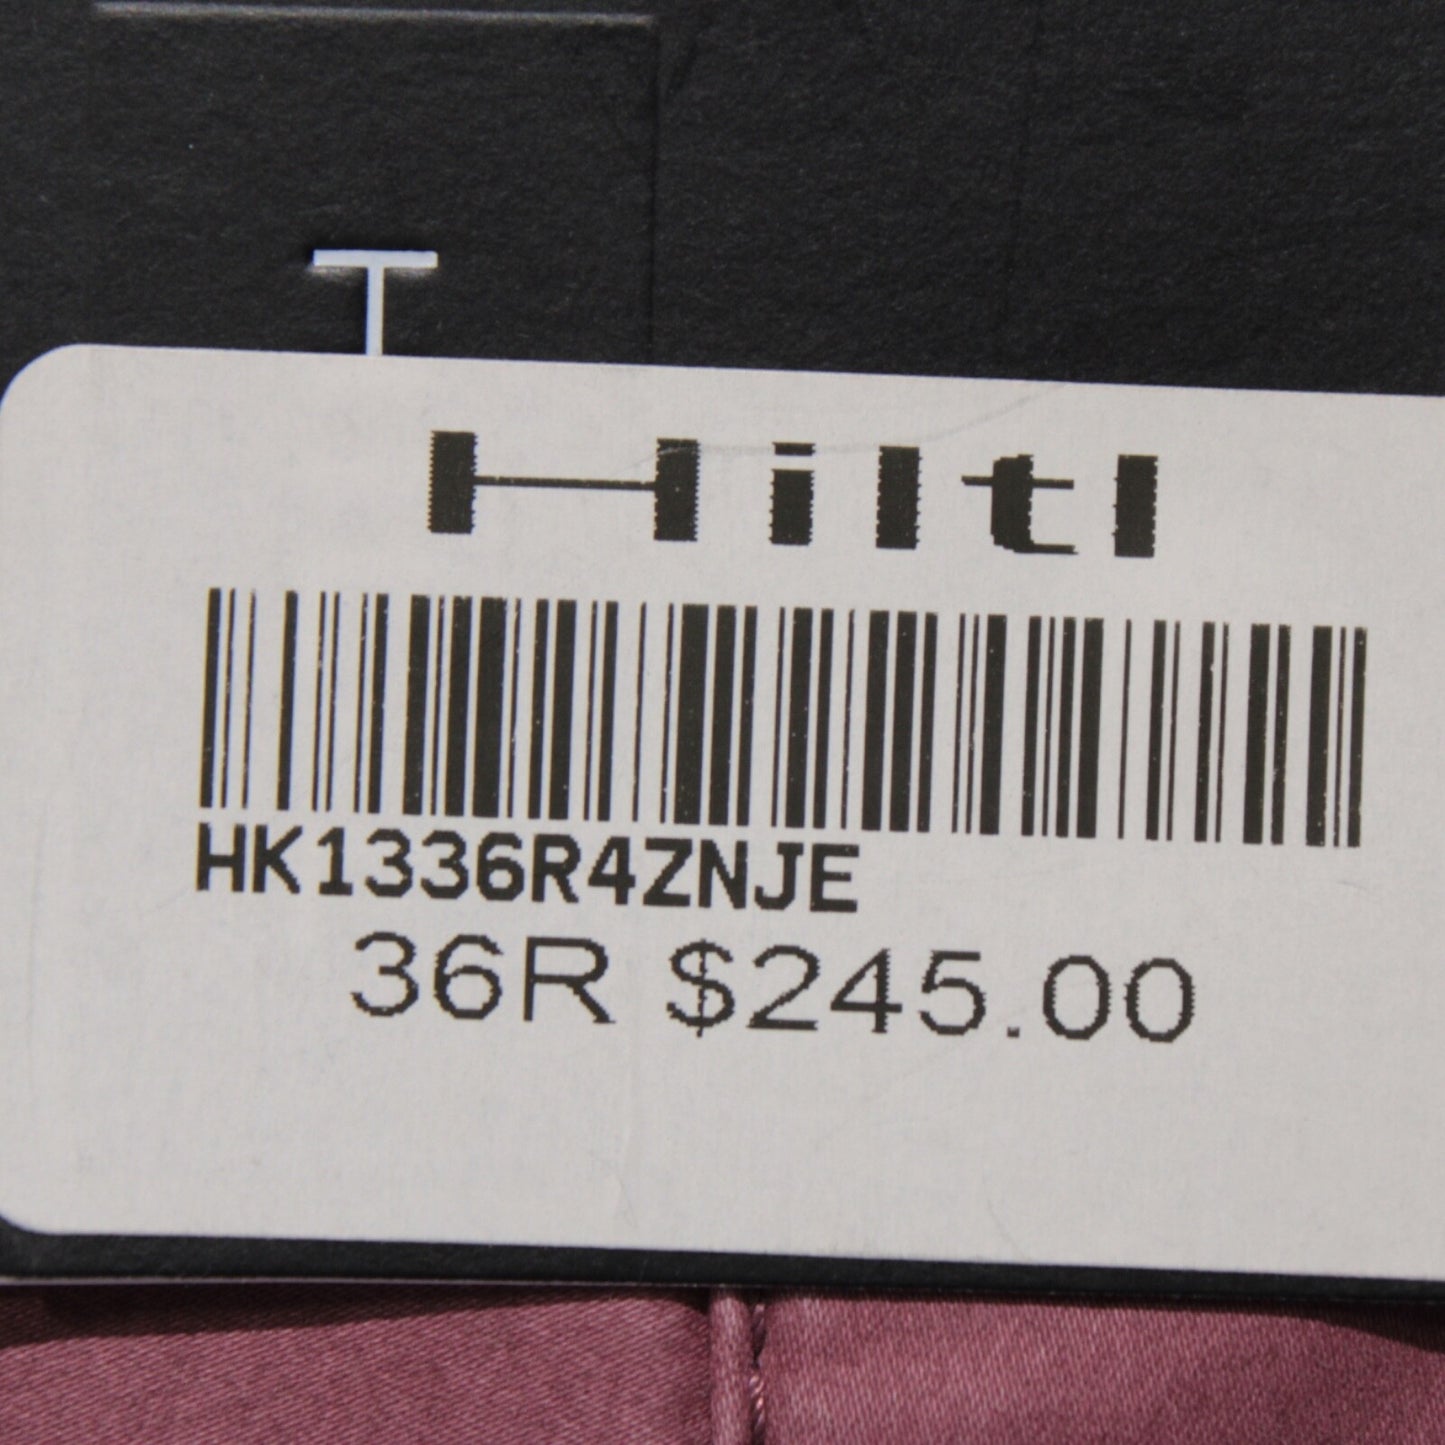 T
Hiltl
HK1336R4ZNJE
36R $245.00